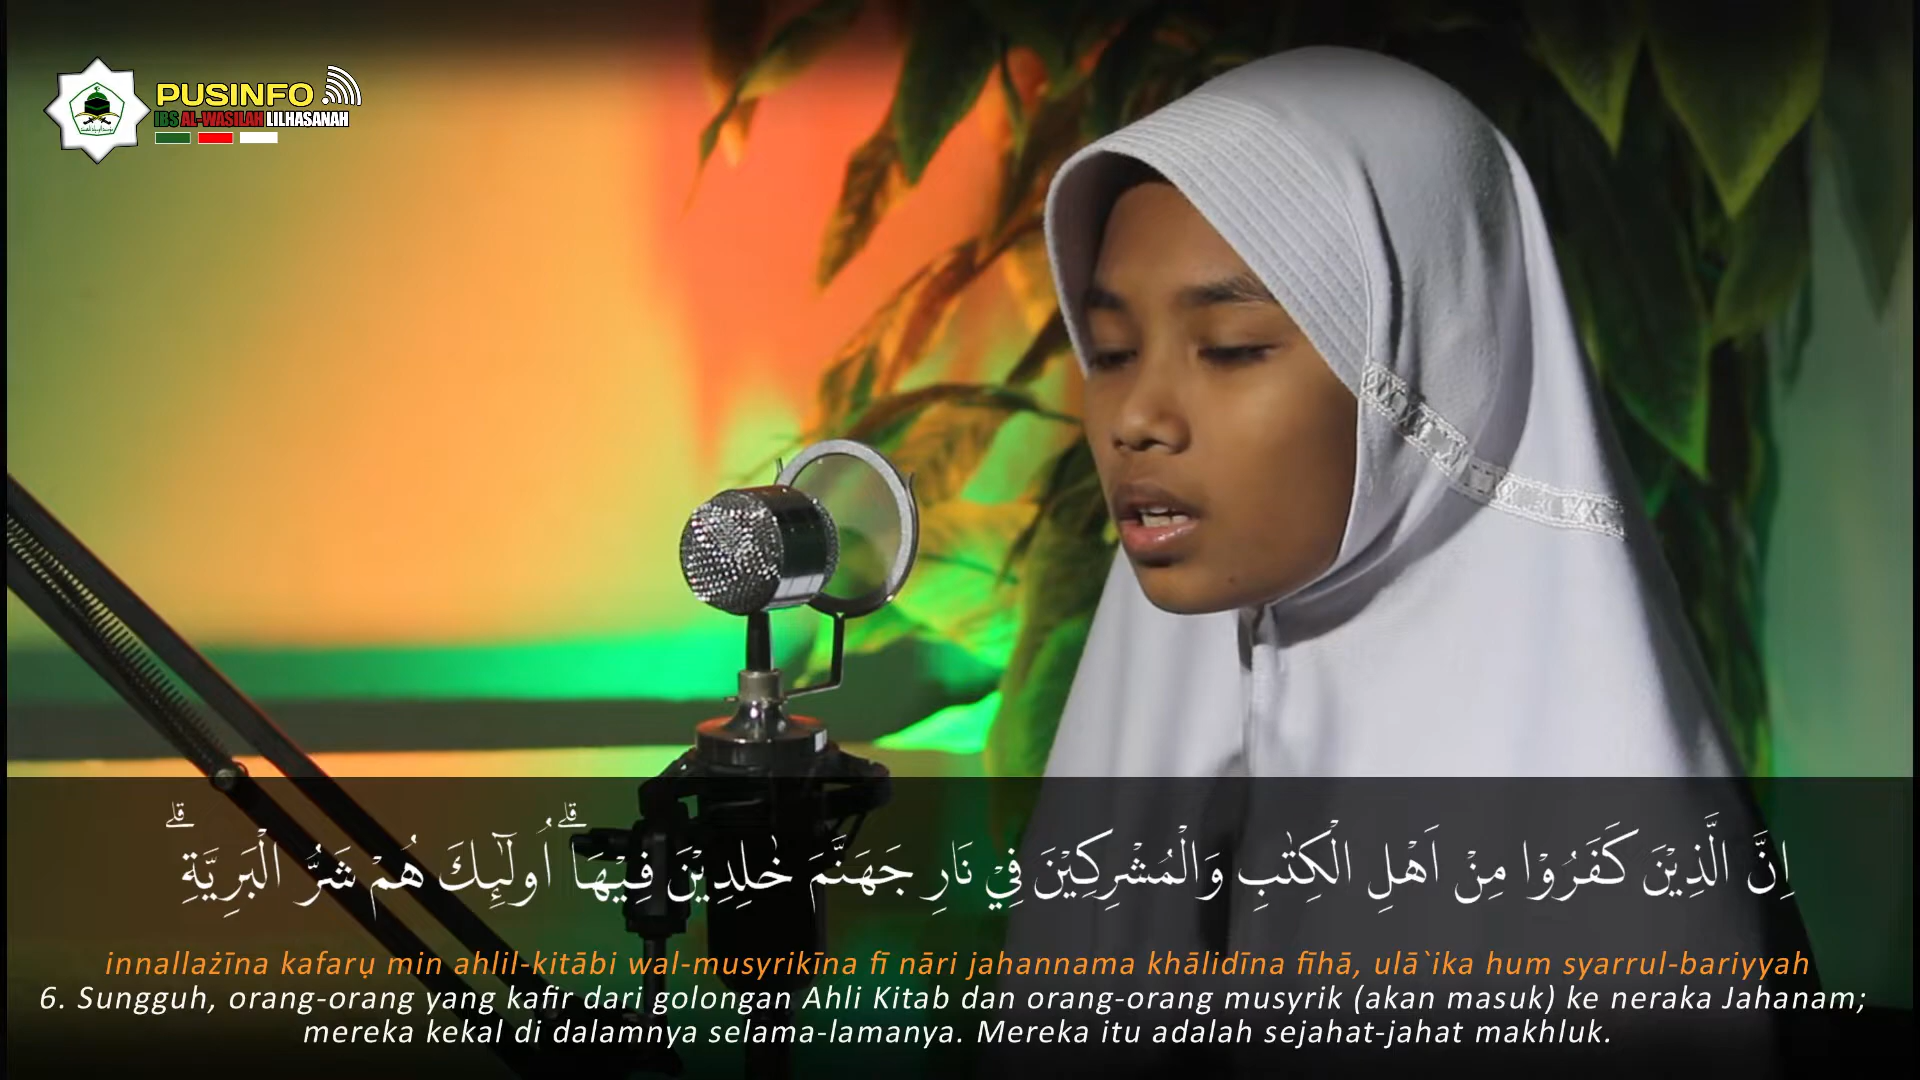 PUSINFO
IBS AL-WASILAH LILHASANAH
اِنَّ الَّذِيْنَ كَفَرُوْا مِنْ اَهْلِ الْكِتٰبِ وَالْمُشْرِكِيْنَ فِيْ نَارِ جَهَنَّمَ خٰلِدِيْنَ فِيْهَاۗ اُولٰۤىِٕكَ هُمْ شَرُّ الْبَرِيَّةِۗ
innallażīna kafarụ min ahlil-kitābi wal-musyrikīna fī nāri jahannama khālidīna fīhā, ulā`ika hum syarrul-bariyyah
6. Sungguh, orang-orang yang kafir dari golongan Ahli Kitab dan orang-orang musyrik (akan masuk) ke neraka Jahanam;
mereka kekal di dalamnya selama-lamanya. Mereka itu adalah sejahat-jahat makhluk.